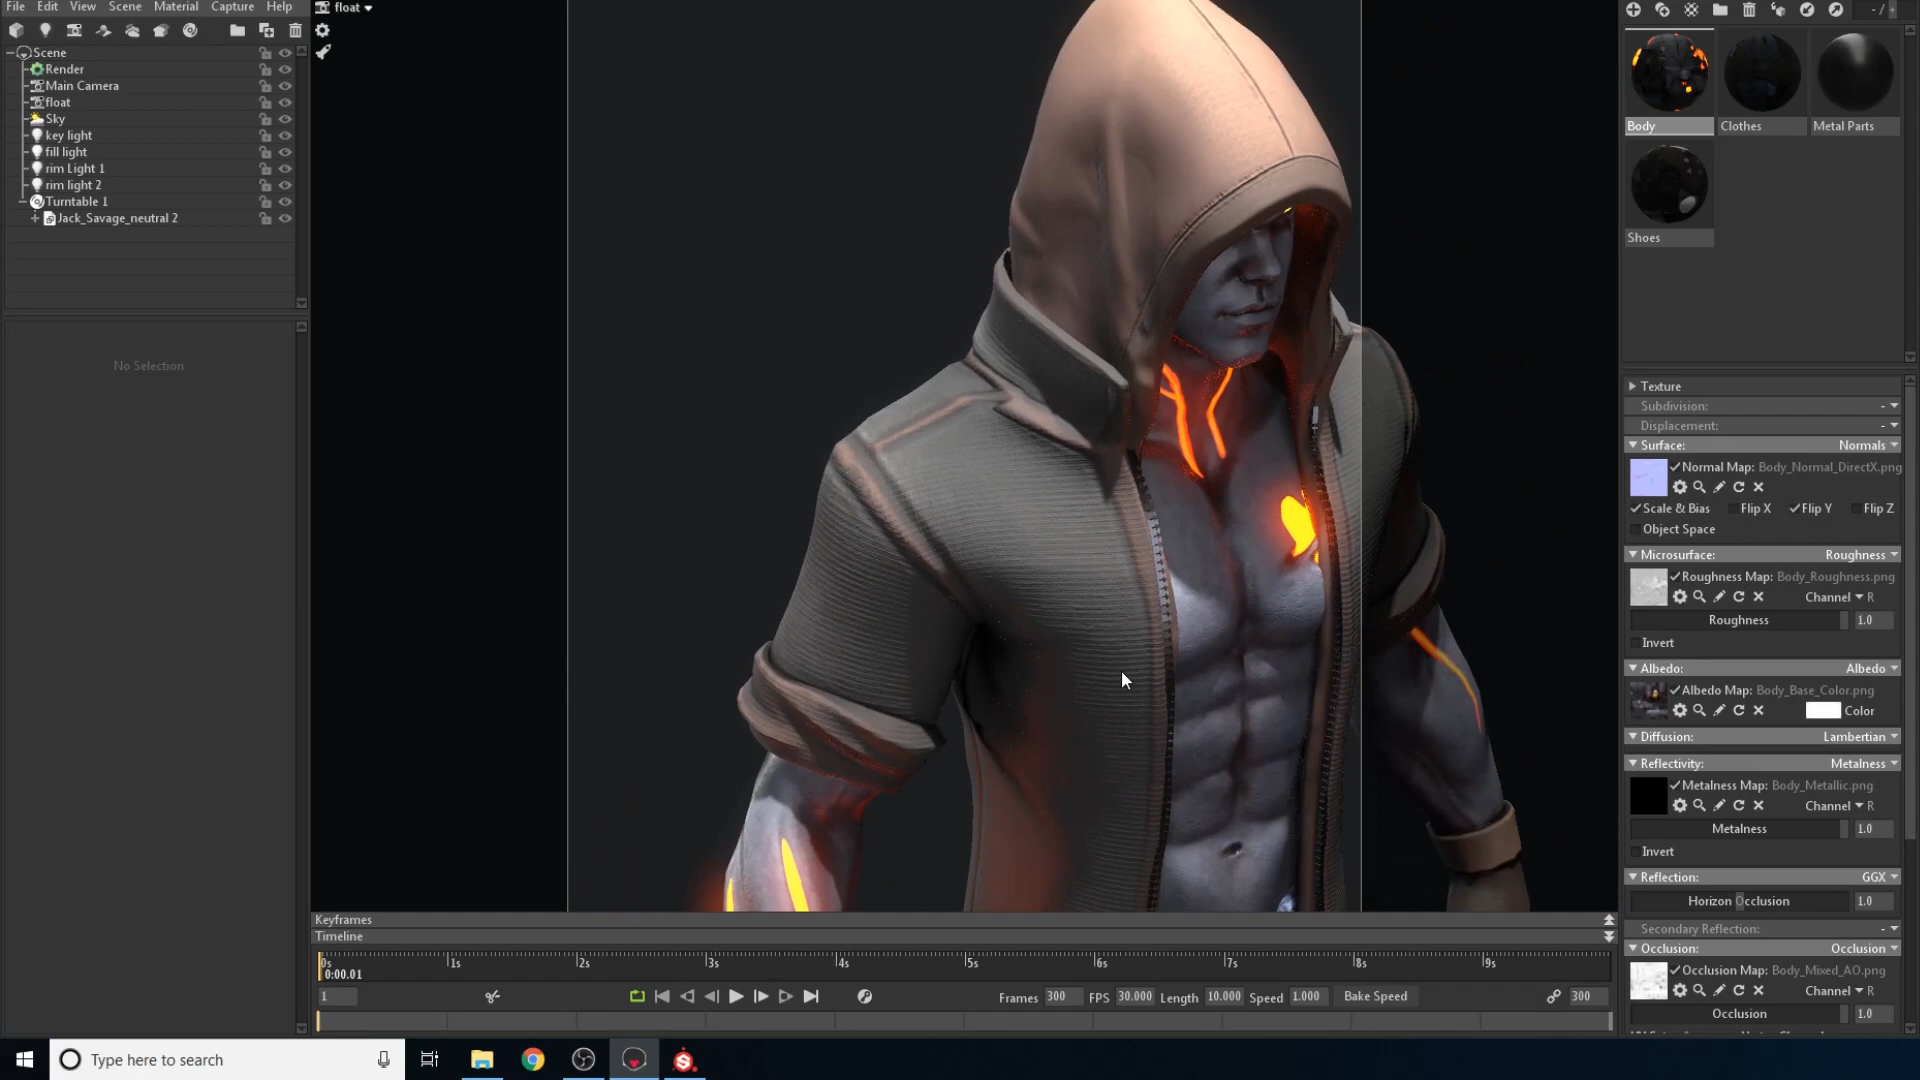 File Edit View Scene Material Capture Help
float
Scene
Render
Main Camera
float
Sky
key light
fill light
rim Light 1
rim light 2
Turntable 1
Jack_Savage_neutral 2
No Selection
Keyframes
Timeline
0s 1s 2s 3s 4s 5s 6s 7s 8s 9s
0:00.01
1
Frames 300 FPS 30.000 Length 10.000 Speed 1.000 Bake Speed 300
- /
Body Clothes Metal Parts
Shoes
Texture
Subdivision: -
Displacement: -
Surface: Normals
Normal Map: Body_Normal_DirectX.png
Scale & Bias Flip X Flip Y Flip Z
Object Space
Microsurface: Roughness
Roughness Map: Body_Roughness.png
Channel R
Roughness 1.0
Invert
Albedo: Albedo
Albedo Map: Body_Base_Color.png
Color
Diffusion: Lambertian
Reflectivity: Metalness
Metalness Map: Body_Metallic.png
Channel R
Metalness 1.0
Invert
Reflection: GGX
Horizon Occlusion 1.0
Secondary Reflection: -
Occlusion: Occlusion
Occlusion Map: Body_Mixed_AO.png
Channel R
Occlusion 1.0
Type here to search